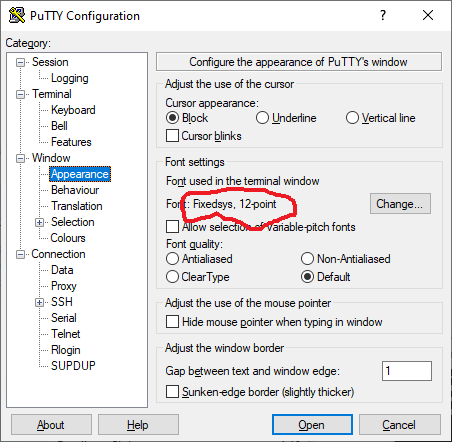 PuTTY Configuration
Category:
Session
Logging
Terminal
Keyboard
Bell
Features
Window
Appearance
Behaviour
Translation
Selection
Colours
Connection
Data
Proxy
SSH
Serial
Telnet
Rlogin
SUPDUP
Configure the appearance of PuTTY's window
Adjust the use of the cursor
Cursor appearance:
Block Underline Vertical line
Cursor blinks
Font settings
Font used in the terminal window
Font: Fixedsys, 12-point Change...
Allow selection of variable-pitch fonts
Font quality:
Antialiased Non-Antialiased
ClearType Default
Adjust the use of the mouse pointer
Hide mouse pointer when typing in window
Adjust the window border
Gap between text and window edge: 1
Sunken-edge border (slightly thicker)
About Help Open Cancel